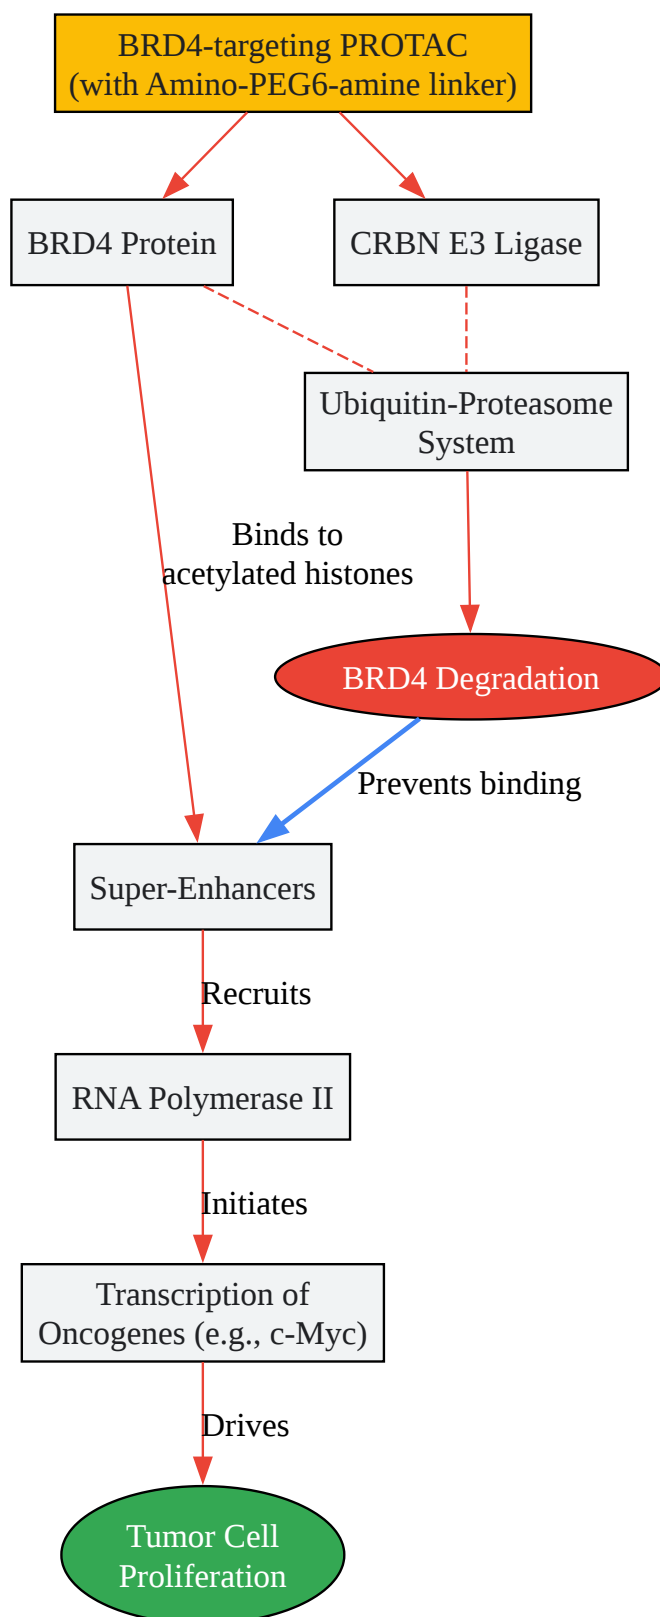 BRD4-targeting PROTAC
(with Amino-PEG6-amine linker)
BRD4 Protein
CRBN E3 Ligase
Ubiquitin-Proteasome
System
Binds to
acetylated histones
BRD4 Degradation
Prevents binding
Super-Enhancers
Recruits
RNA Polymerase II
Initiates
Transcription of
Oncogenes (e.g., c-Myc)
Drives
Tumor Cell
Proliferation